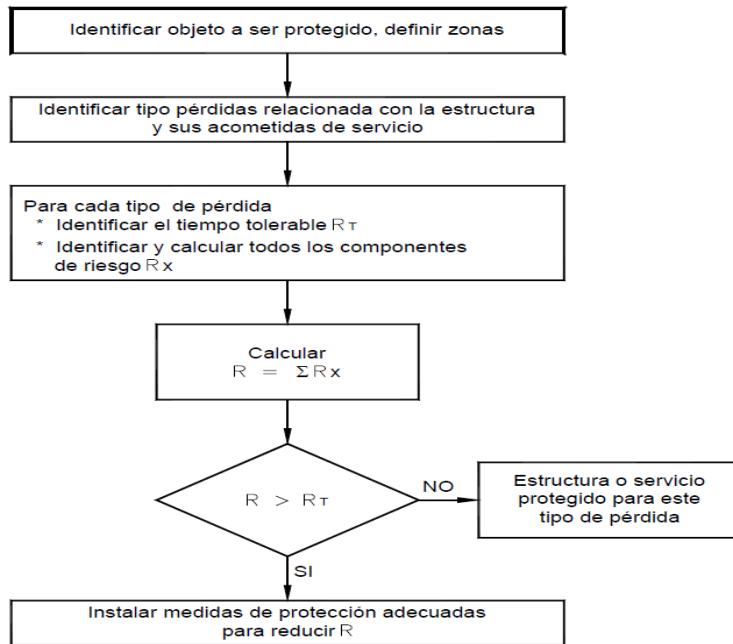 Identificar objeto a ser protegido, definir zonas
Identificar tipo pérdidas relacionada con la estructura
y sus acometidas de servicio
Para cada tipo de pérdida
* Identificar el tiempo tolerable RT
* Identificar y calcular todos los componentes
de riesgo Rx
Calcular
R = ΣRx
R > RT
NO
Estructura o servicio
protegido para este
tipo de pérdida
SI
Instalar medidas de protección adecuadas
para reducir R